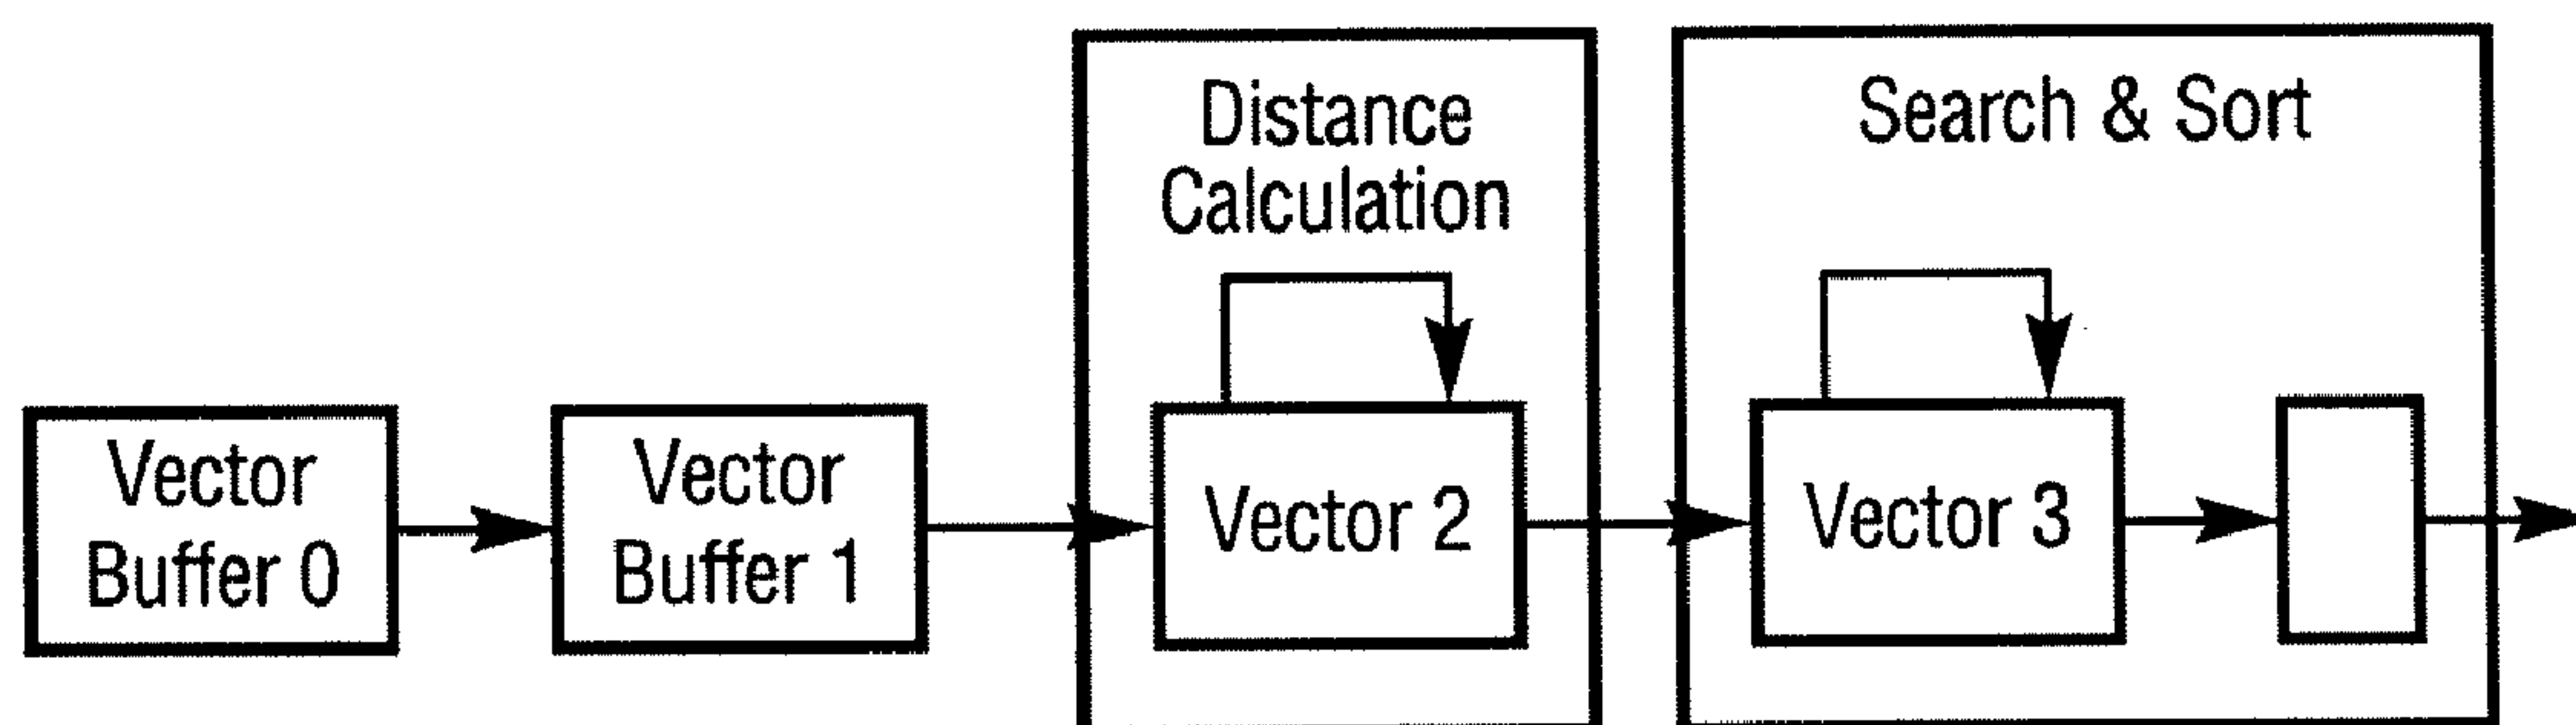 Distance
Calculation
Search & Sort
Vector
Buffer 0
Vector
Buffer 1
Vector 2
Vector 3